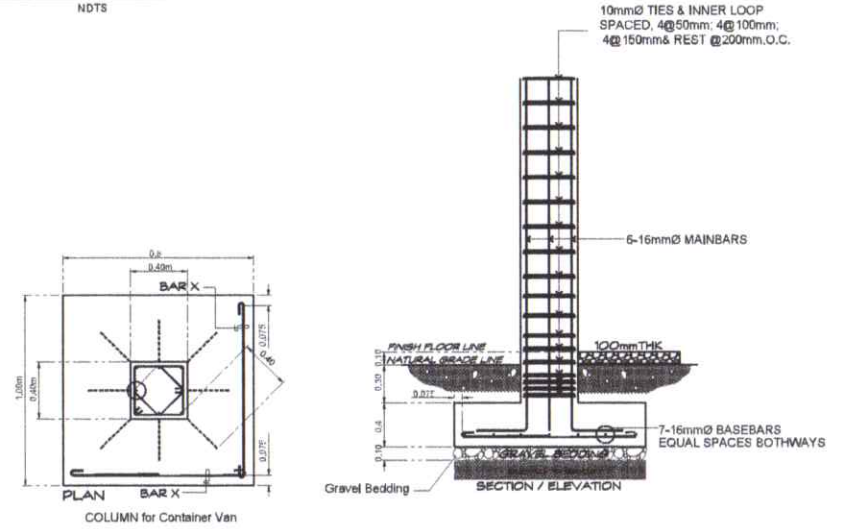 NDTS
10mmØ TIES & INNER LOOP
SPACED, 4@50mm; 4@100mm;
4@150mm& REST @200mm.O.C.
6-16mmØ MAINBARS
0.40m
BAR X
0.075
0.40
1.00m
0.40m
0.075
PLAN
BAR X
COLUMN for Container Van
FINISH FLOOR LINE
100mmTHK
0.10
NATURAL GRADE LINE
0.30
0.075
0.4
7-16mmØ BASEBARS
EQUAL SPACES BOTHWAYS
0.10
GRAVEL BEDDING
Gravel Bedding
SECTION / ELEVATION